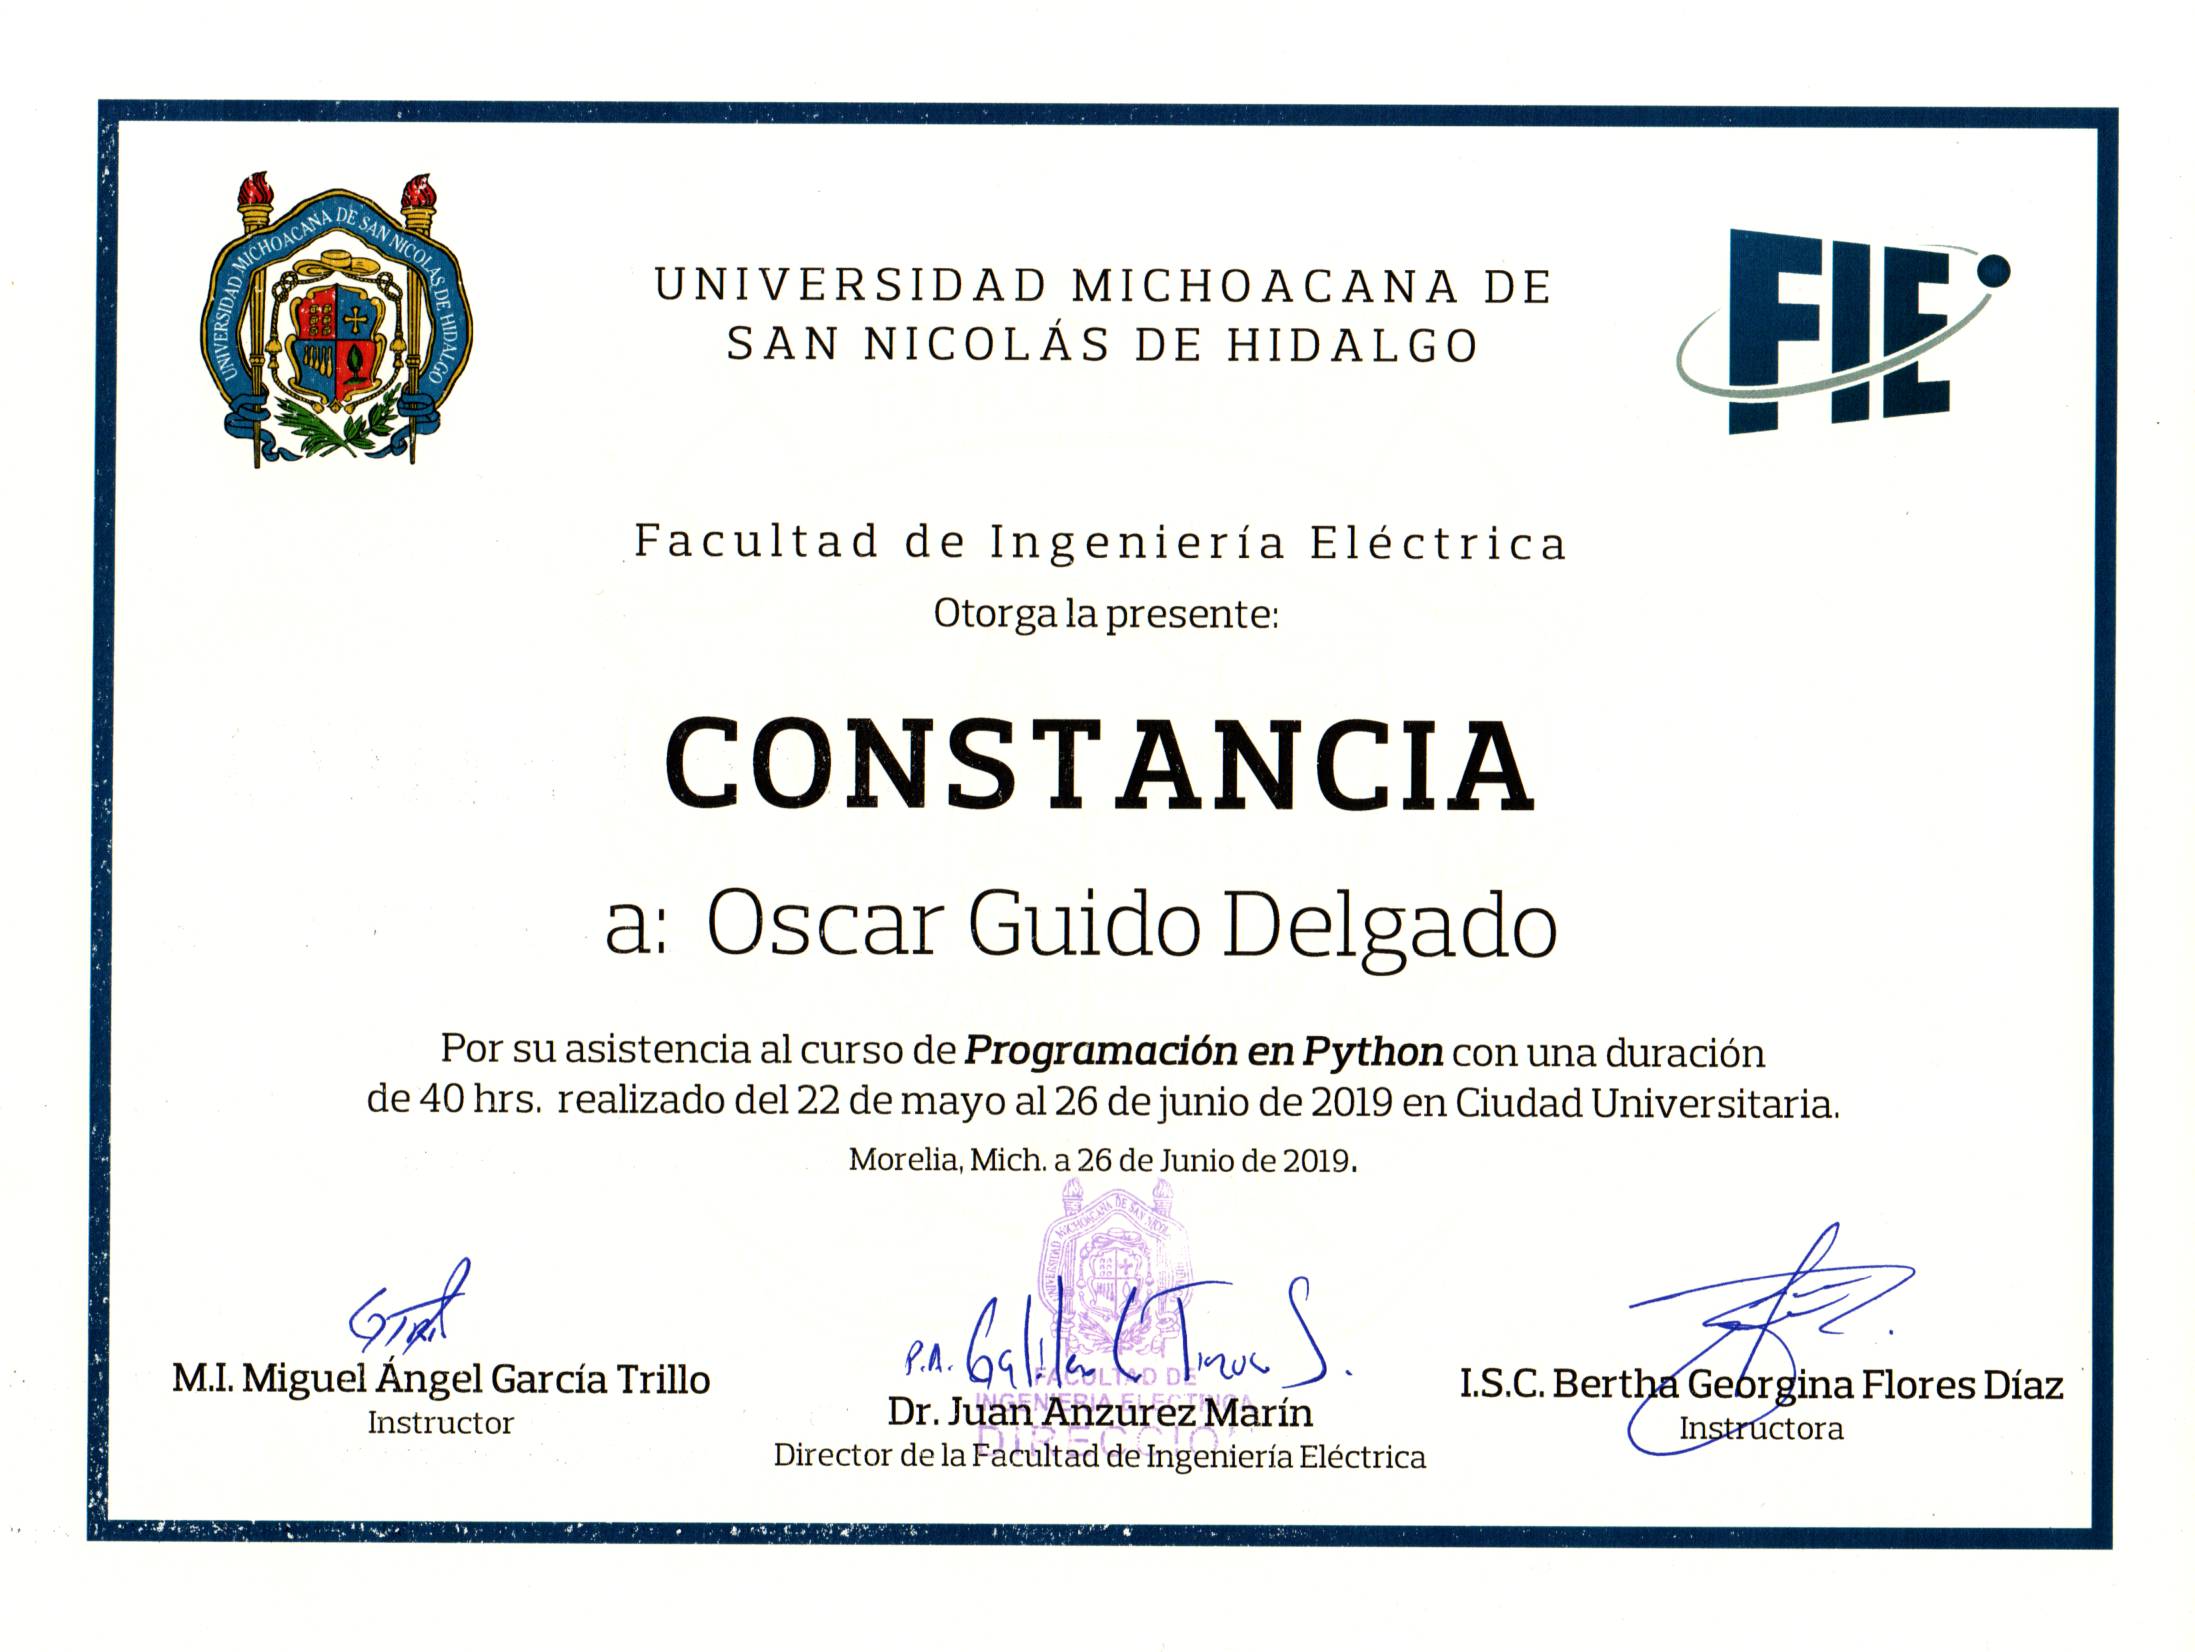 UNIVERSIDAD MICHOACANA DE SAN NICOLAS DE HIDALGO
UNIVERSIDAD MICHOACANA DE
SAN NICOLÁS DE HIDALGO
FIE
Facultad de Ingeniería Eléctrica
Otorga la presente:
CONSTANCIA
a: Oscar Guido Delgado
Por su asistencia al curso de Programación en Python con una duración
de 40 hrs. realizado del 22 de mayo al 26 de junio de 2019 en Ciudad Universitaria.
Morelia, Mich. a 26 de Junio de 2019.
UNIVERSIDAD MICHOACANA DE SAN HIDALGO
P.A.
FACULTAD DE
INGENIERIA ELECTRICA
DIRECCIO
M.I. Miguel Ángel García Trillo
Instructor
Dr. Juan Anzurez Marín
Director de la Facultad de Ingeniería Eléctrica
I.S.C. Bertha Georgina Flores Díaz
Instructora